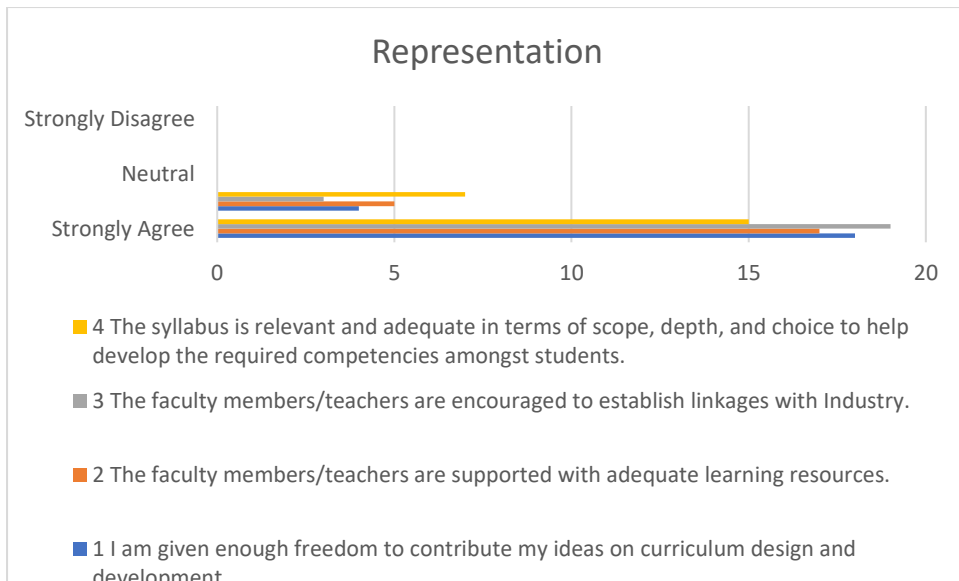 Representation
Strongly Disagree
Neutral
Strongly Agree
0 5 10 15 20
4 The syllabus is relevant and adequate in terms of scope, depth, and choice to help
develop the required competencies amongst students.
3 The faculty members/teachers are encouraged to establish linkages with Industry.
2 The faculty members/teachers are supported with adequate learning resources.
1 I am given enough freedom to contribute my ideas on curriculum design and
development